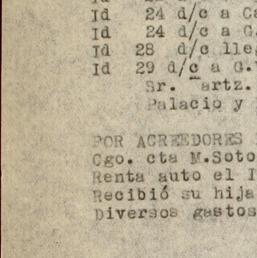 Id 24 d/c a Ca
Id 24 d/c a G.
Id 28 d/c lle
Id 29 d/c a G.
Sr. artz.
Palacio y
POR ACREEDORES
Cgo. cta M.Soto
Renta auto el I
Recibió su hija
Diversos gastos